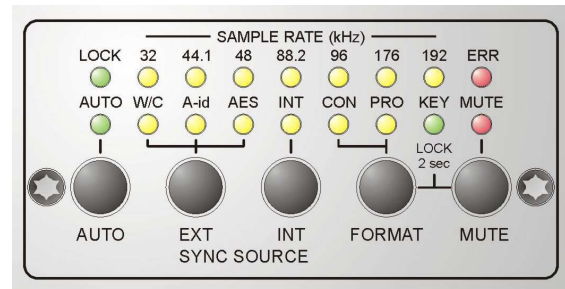 SAMPLE RATE (kHz)
LOCK 32 44.1 48 88.2 96 176 192 ERR
AUTO W/C A-id AES INT CON PRO KEY MUTE
LOCK
2 sec
AUTO EXT INT FORMAT MUTE
SYNC SOURCE